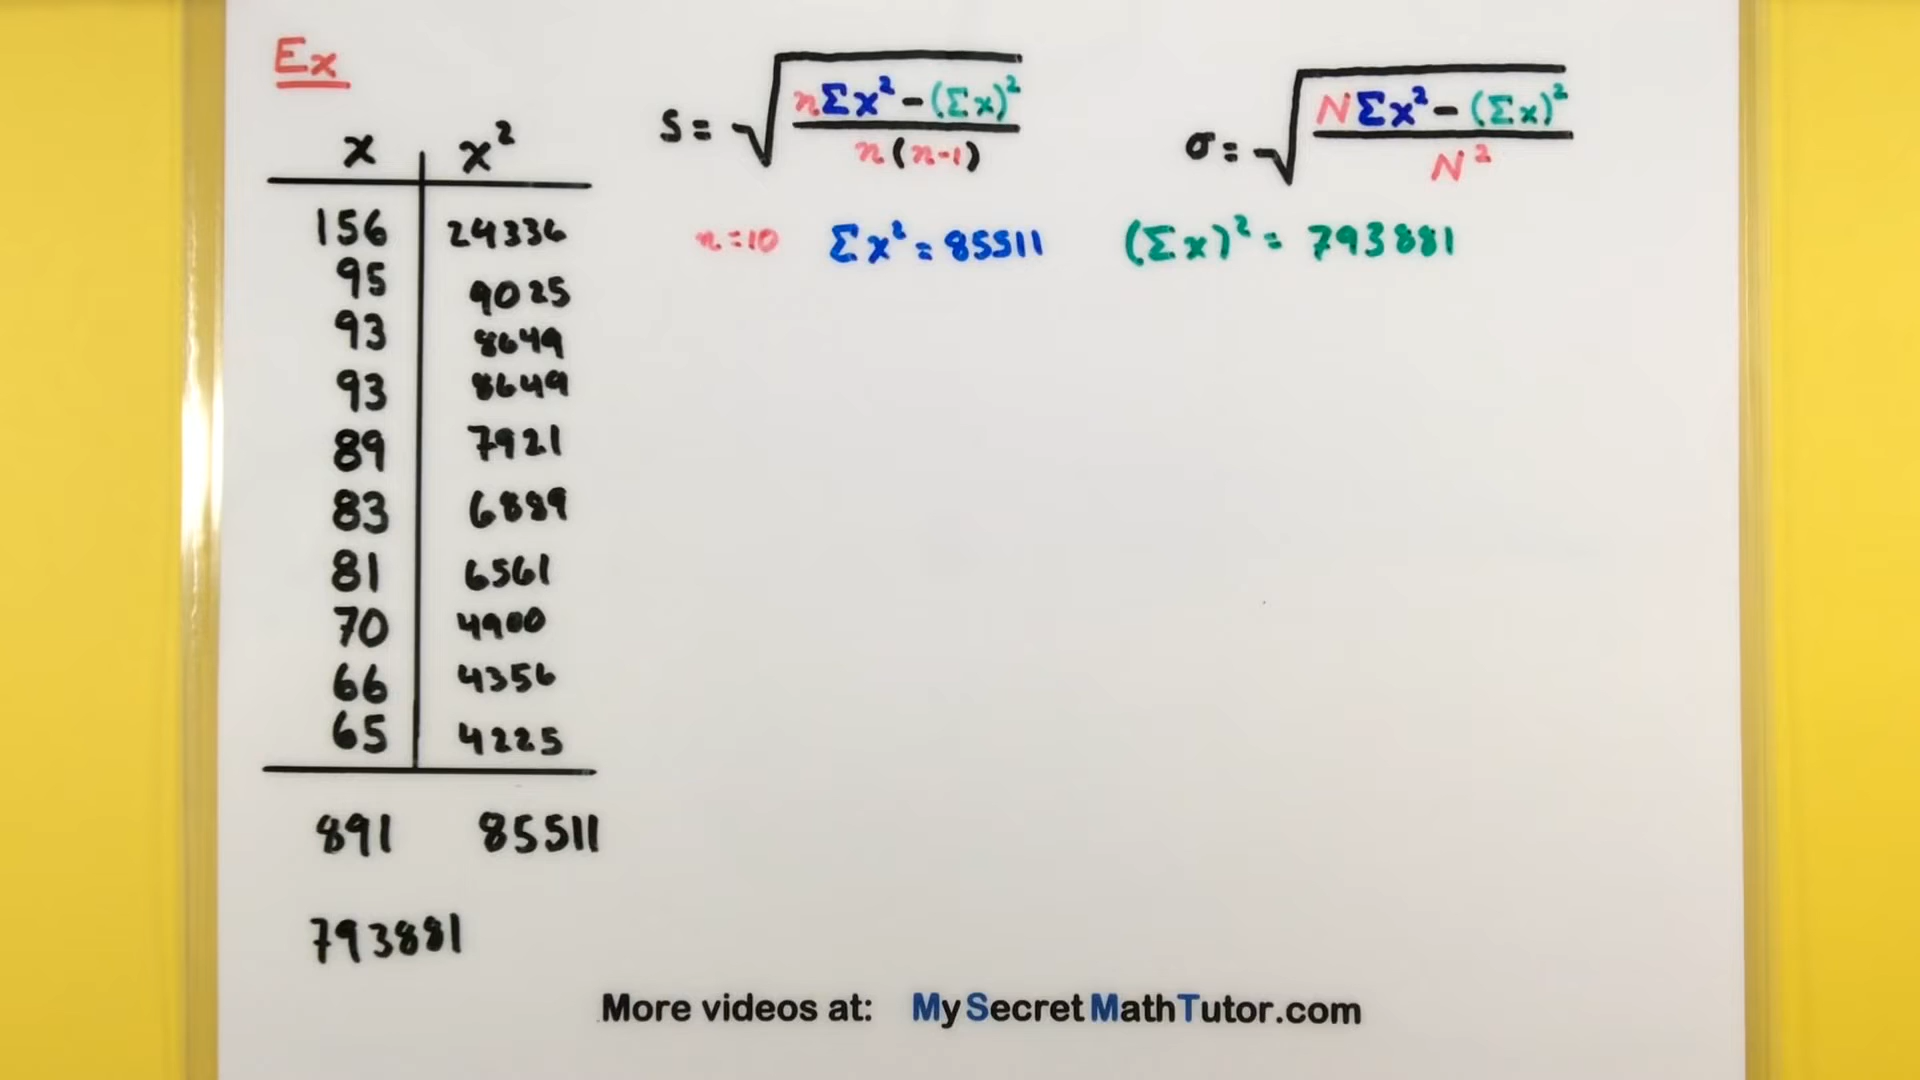 Ex
s = √ nΣx² - (Σx)² / n(n-1)
σ = √ NΣx² - (Σx)² / N²
n = 10 Σx² = 85511 (Σx)² = 793881
x x²
156 24336
95 9025
93 8649
93 8649
89 7921
83 6889
81 6561
70 4900
66 4356
65 4225
891 85511
793881
More videos at: MySecretMathTutor.com